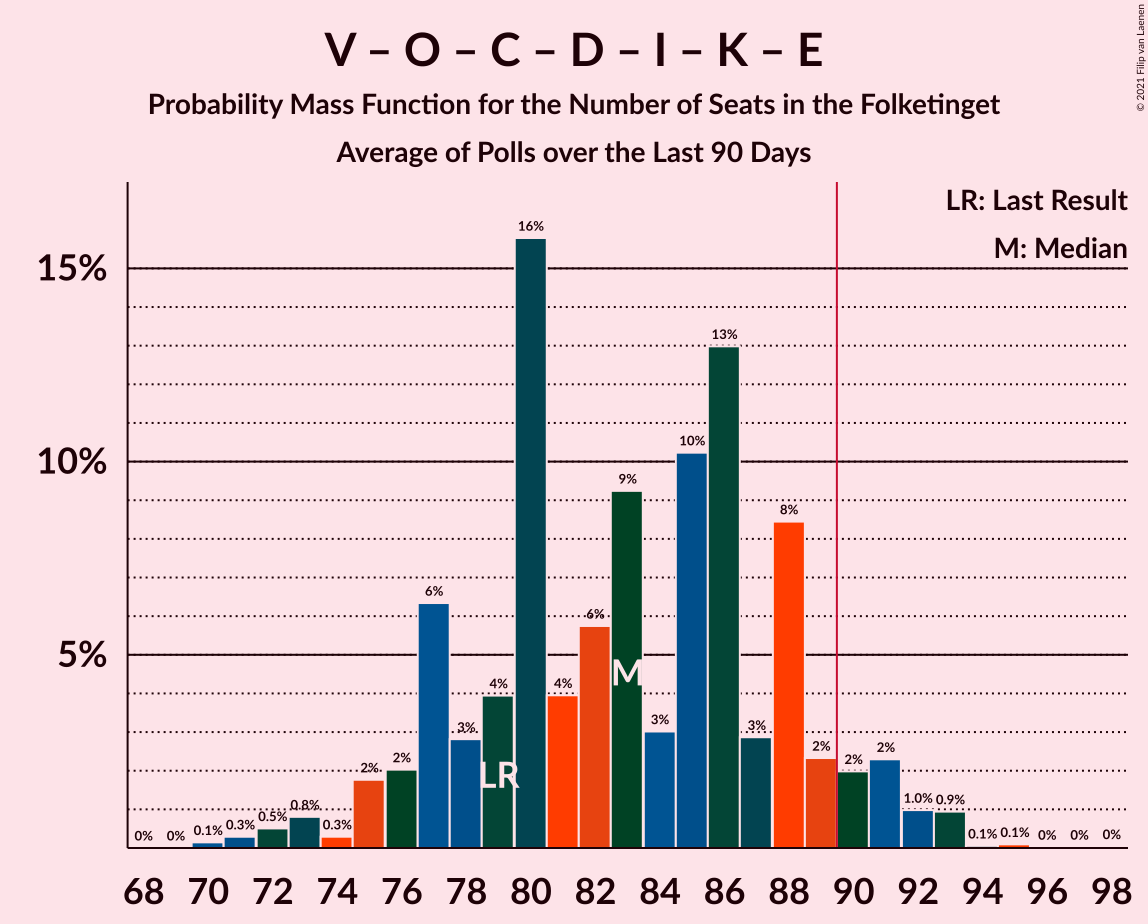 V – O – C – D – I – K – E
Probability Mass Function for the Number of Seats in the Folketinget
Average of Polls over the Last 90 Days
© 2021 Filip van Laenen
LR: Last Result
M: Median
15%
10%
5%
0% 0% 0.1% 0.3% 0.5% 0.8% 0.3% 2% 2% 6% 3% 4% 16% 4% 6% 9% 3% 10% 13% 3% 8% 2% 2% 2% 1.0% 0.9% 0.1% 0.1% 0% 0% 0%
LR
M
68 70 72 74 76 78 80 82 84 86 88 90 92 94 96 98